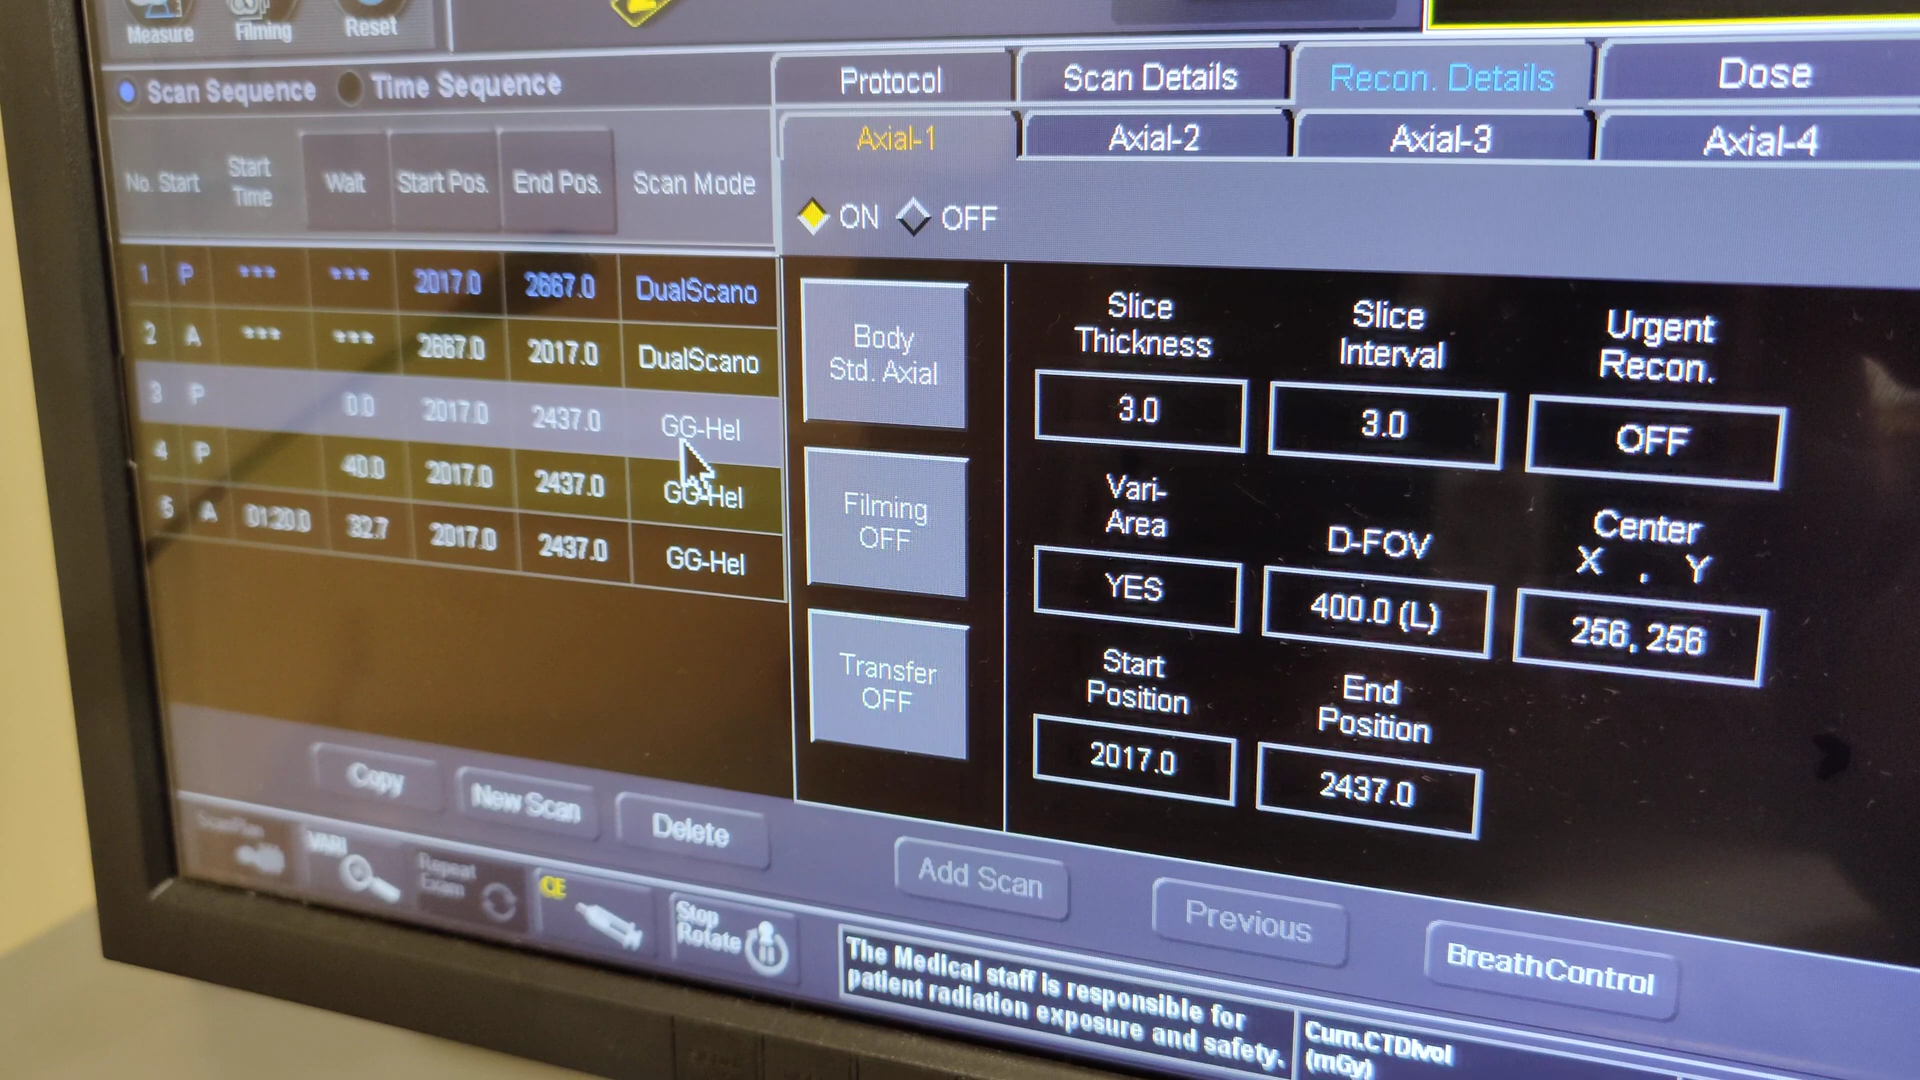 Measure
Filming
Reset
Scan Sequence
Time Sequence
Protocol
Scan Details
Recon. Details
Dose
Axial-1
Axial-2
Axial-3
Axial-4
No.
Start
Start
Time
Wait
Start Pos.
End Pos.
Scan Mode
ON
OFF
1 P *** *** 2017.0 2667.0 DualScano
2 A *** *** 2667.0 2017.0 DualScano
3 P 0.0 2017.0 2437.0 GG-Hel
4 P 40.0 2017.0 2437.0 GG-Hel
5 A 01:20.0 32.7 2017.0 2437.0 GG-Hel
Body
Std. Axial
Filming
OFF
Transfer
OFF
Slice
Thickness
3.0
Slice
Interval
3.0
Urgent
Recon.
OFF
Vari-
Area
YES
D-FOV
400.0 (L)
Center
X . Y
256, 256
Start
Position
2017.0
End
Position
2437.0
Copy
New Scan
Delete
Add Scan
Previous
BreathControl
ScanPlan
VARI
Repeat
Exam
CE
Stop
Rotate
The Medical staff is responsible for
patient radiation exposure and safety.
Cum.CTDIvol
(mGy)